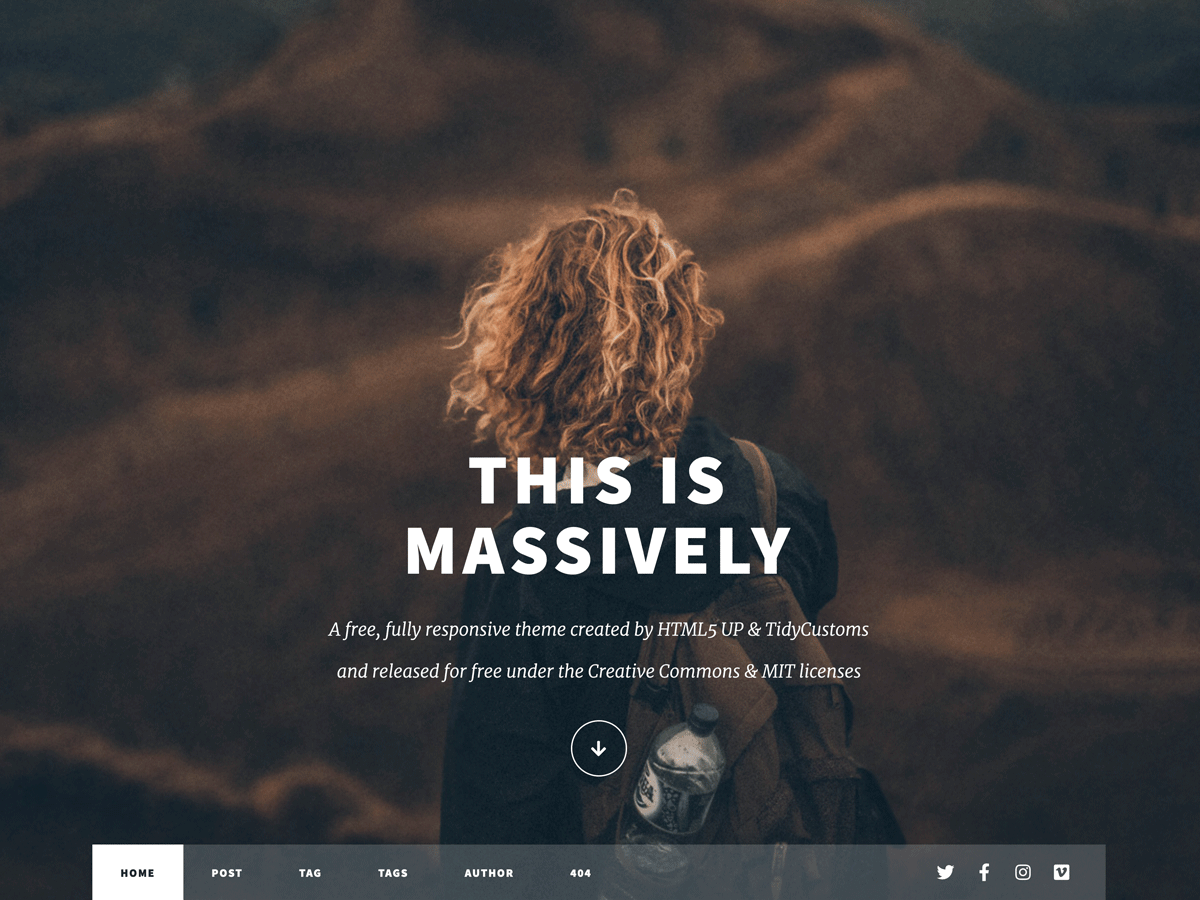 THIS IS
MASSIVELY
A free, fully responsive theme created by HTML5 UP & TidyCustoms
and released for free under the Creative Commons & MIT licenses
HOME POST TAG TAGS AUTHOR 404